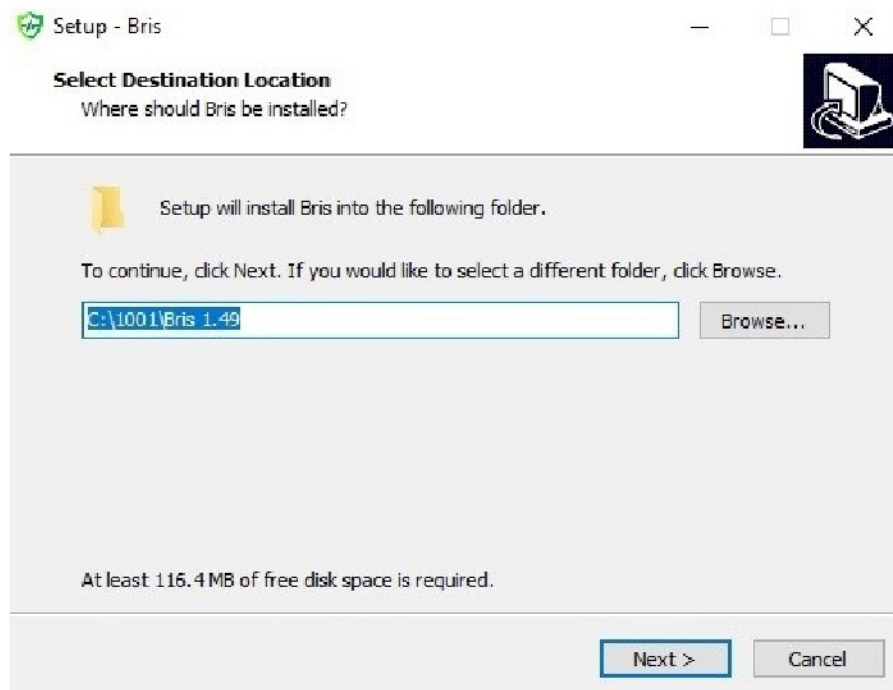 Setup - Bris
Select Destination Location
Where should Bris be installed?
Setup will install Bris into the following folder.
To continue, click Next. If you would like to select a different folder, click Browse.
C:\1001\Bris 1.49
Browse...
At least 116.4 MB of free disk space is required.
Next >
Cancel